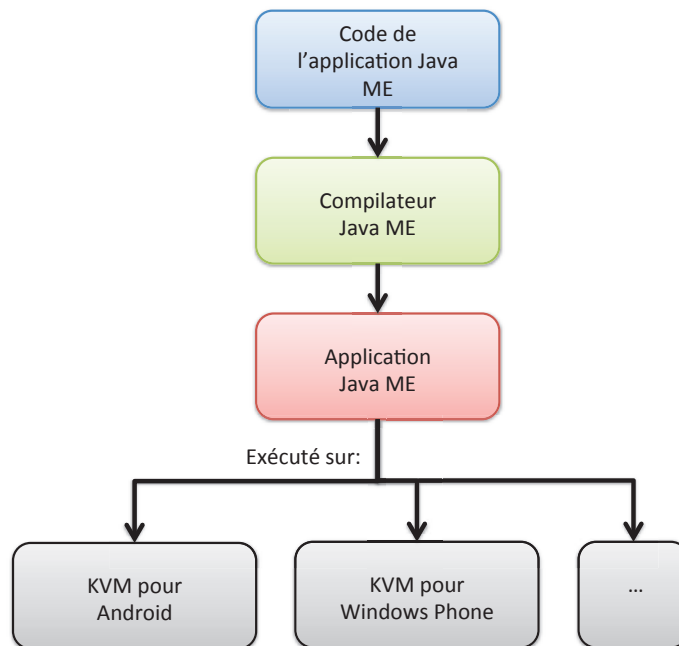 Code de
l'application Java
ME
Compilateur
Java ME
Application
Java ME
Exécuté sur:
KVM pour
Android
KVM pour
Windows Phone
...